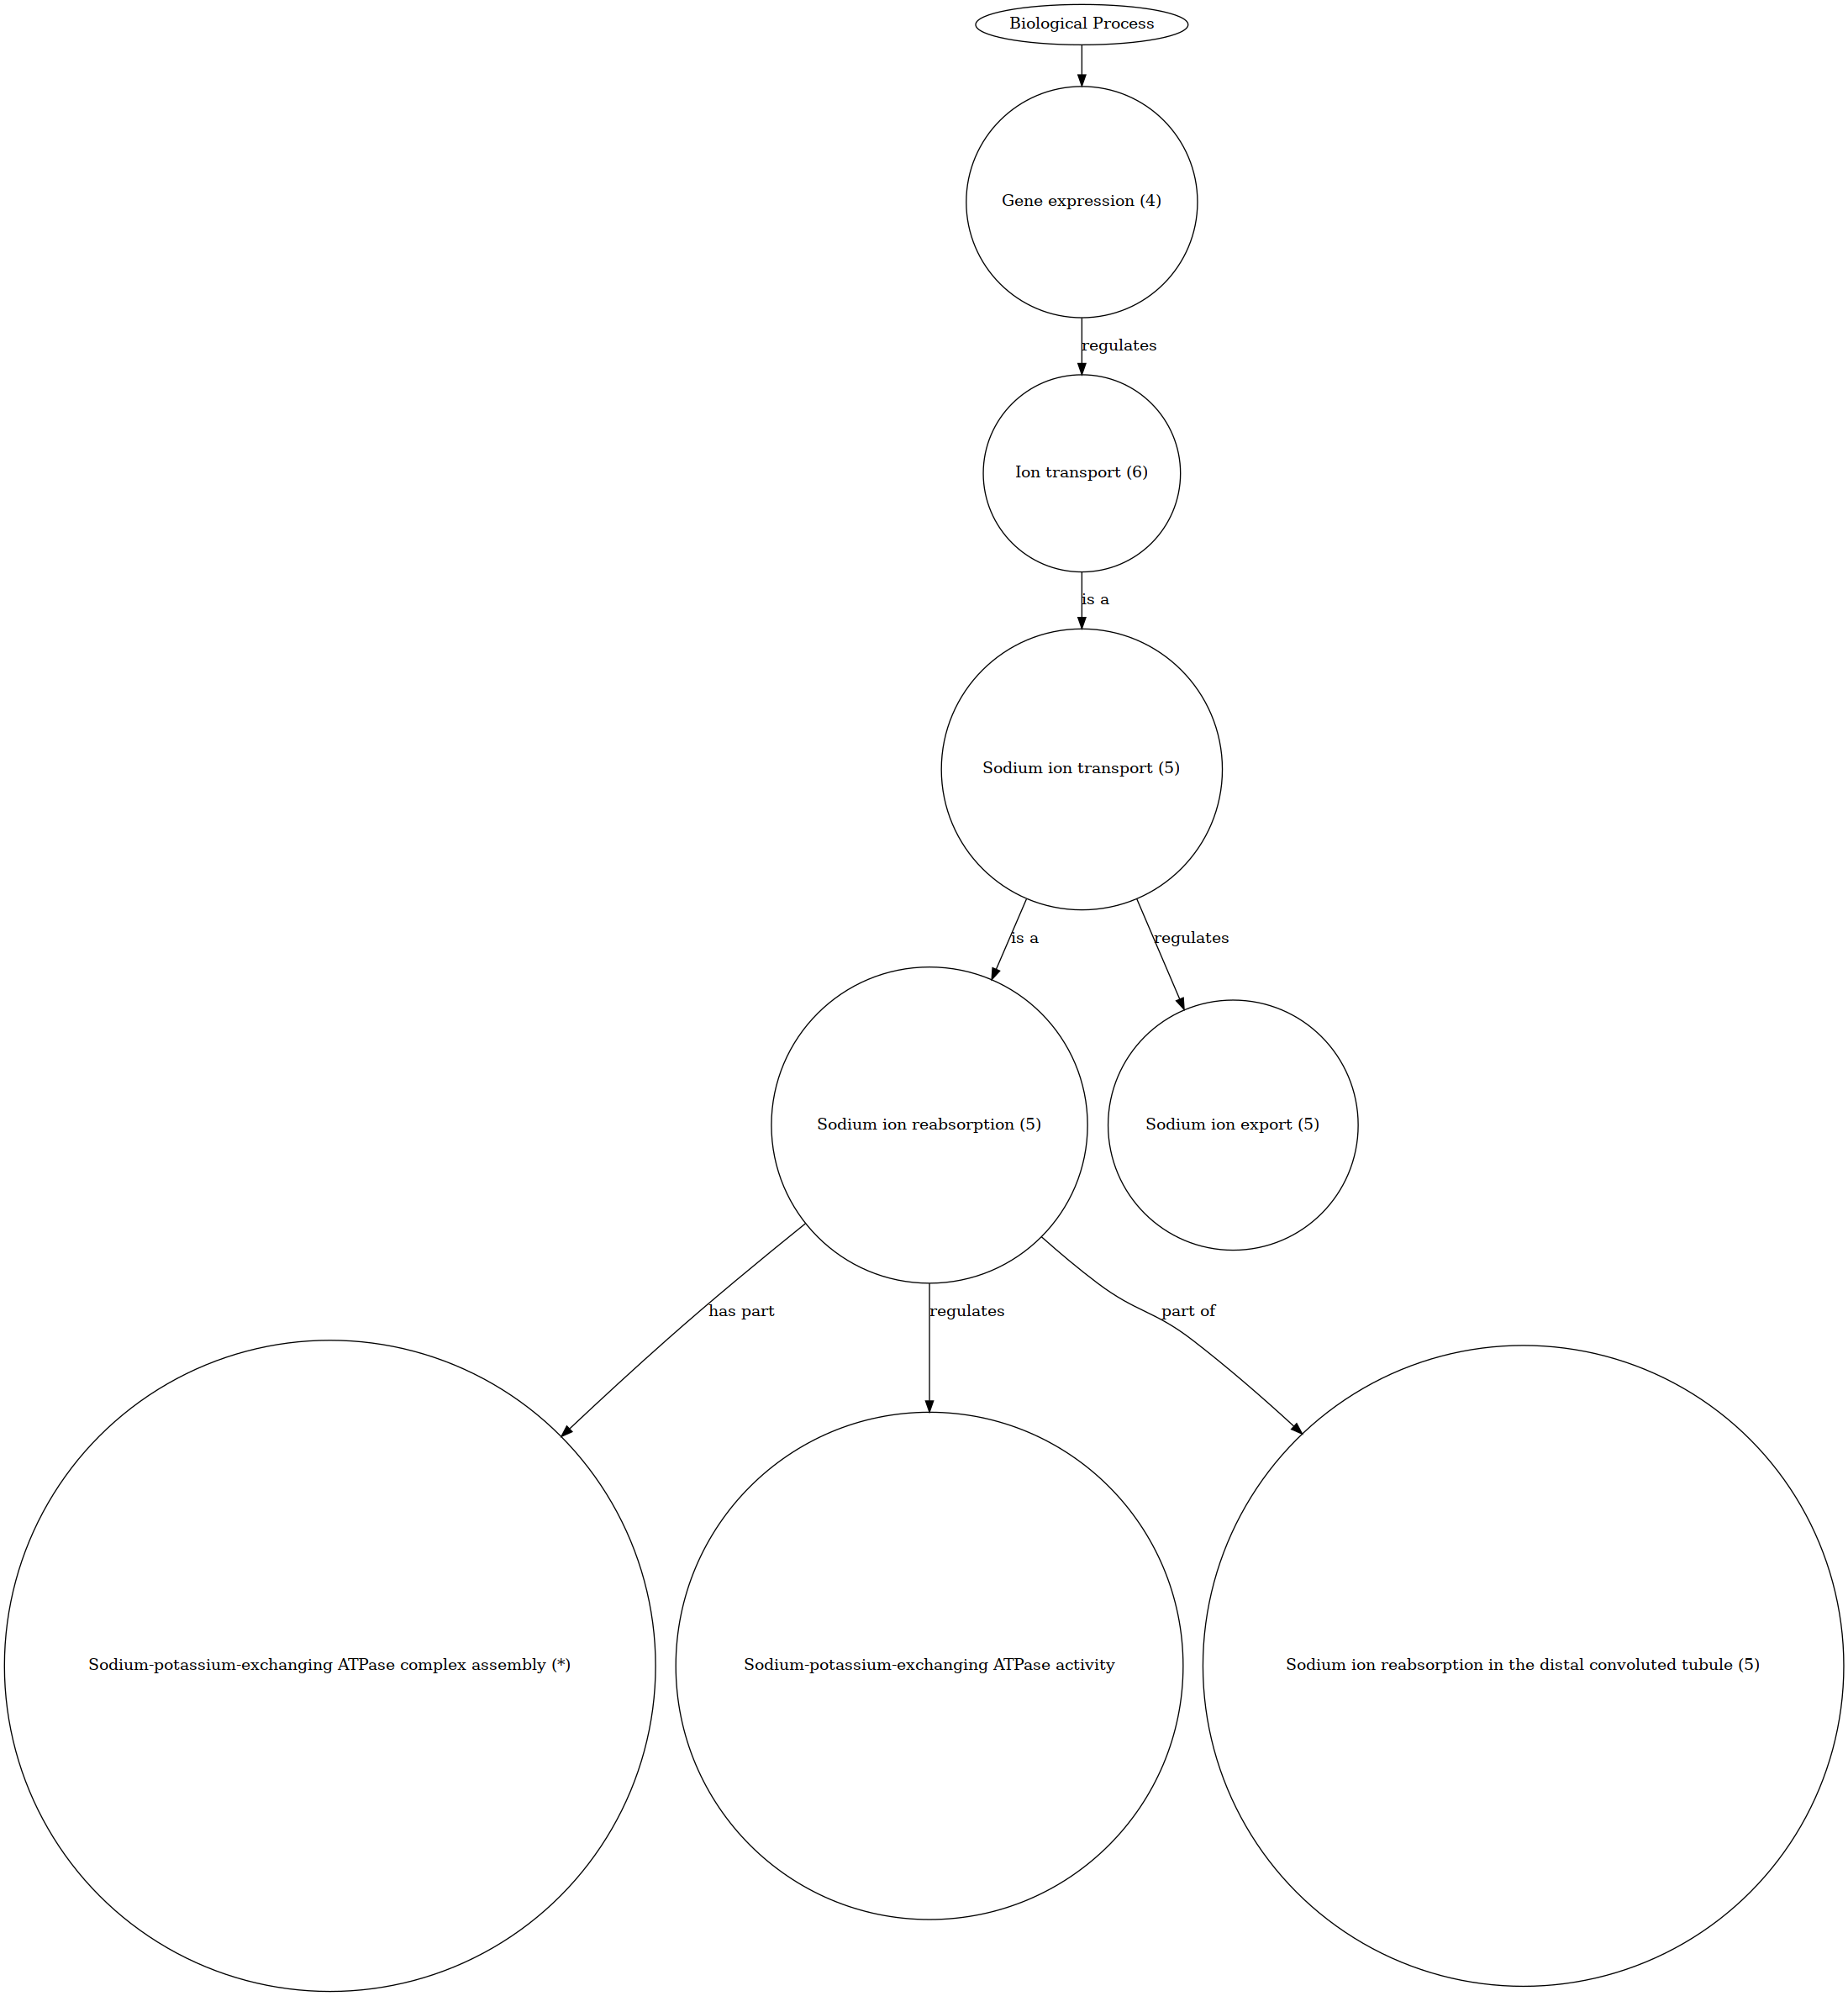 Biological Process
Gene expression (4)
regulates
Ion transport (6)
is a
Sodium ion transport (5)
is a
regulates
Sodium ion reabsorption (5)
Sodium ion export (5)
has part
regulates
part of
Sodium-potassium-exchanging ATPase complex assembly (*)
Sodium-potassium-exchanging ATPase activity
Sodium ion reabsorption in the distal convoluted tubule (5)